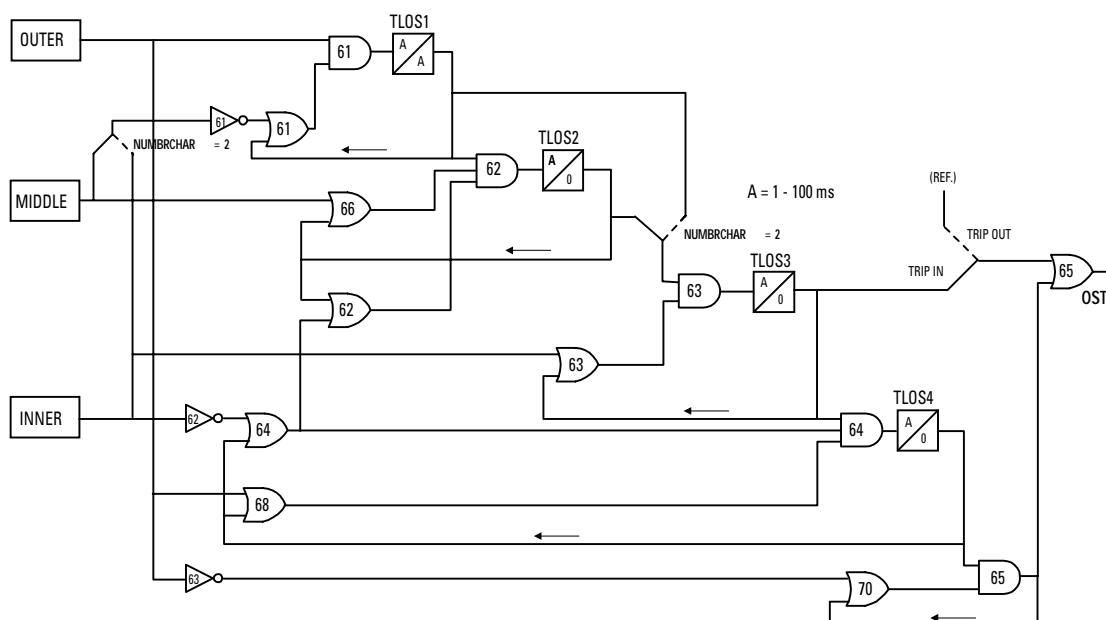 TLOS1
OUTER
A
A
61
61
61
NUMBRCHAR = 2
TLOS2
62
A
0
A = 1 - 100 ms
(REF.)
MIDDLE
66
NUMBRCHAR = 2
TRIP OUT
TLOS3
TRIP IN
65
OST
63
A
0
62
63
INNER
62
64
TLOS4
64
A
0
68
63
70
65